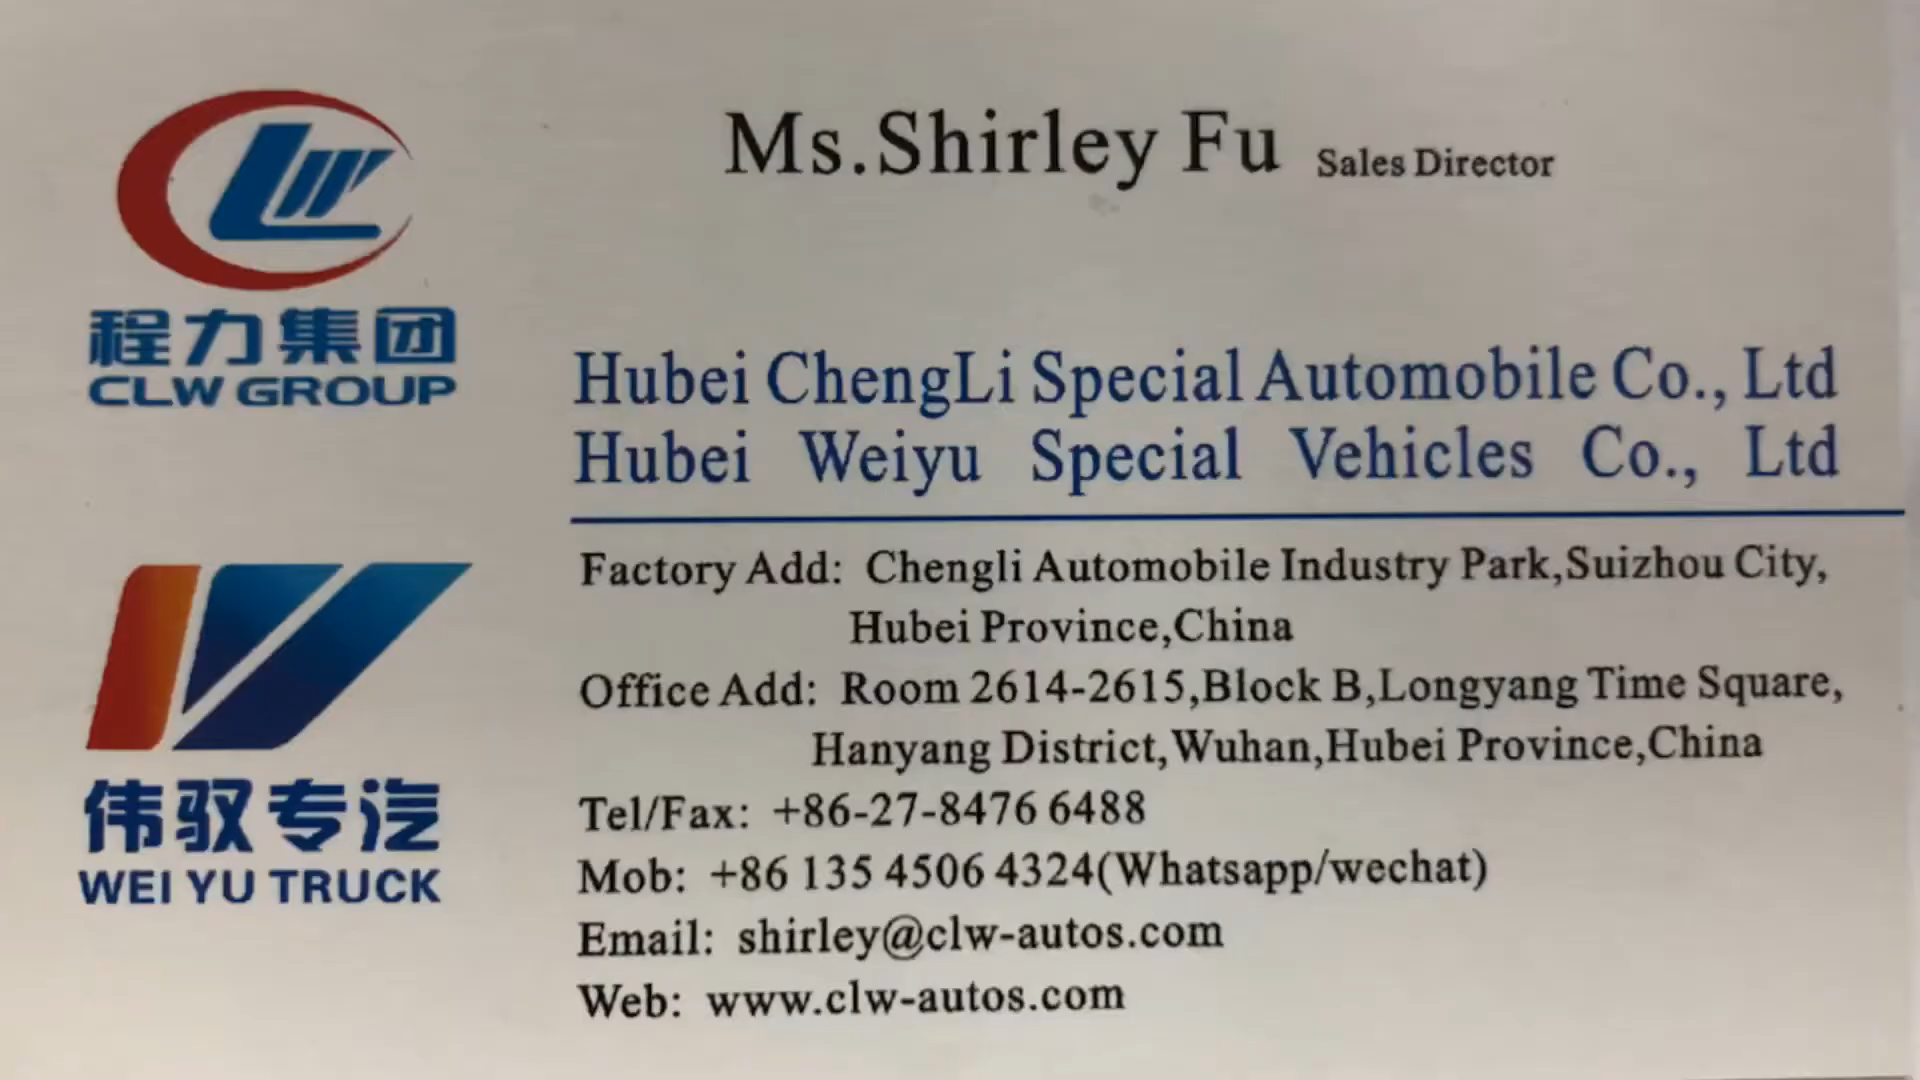 程力集团
CLW GROUP
伟驭专汽
WEI YU TRUCK
Ms.Shirley Fu Sales Director
Hubei ChengLi Special Automobile Co., Ltd
Hubei Weiyu Special Vehicles Co., Ltd
Factory Add: Chengli Automobile Industry Park,Suizhou City,
Hubei Province,China
Office Add: Room 2614-2615,Block B,Longyang Time Square,
Hanyang District,Wuhan,Hubei Province,China
Tel/Fax: +86-27-8476 6488
Mob: +86 135 4506 4324(Whatsapp/wechat)
Email: shirley@clw-autos.com
Web: www.clw-autos.com